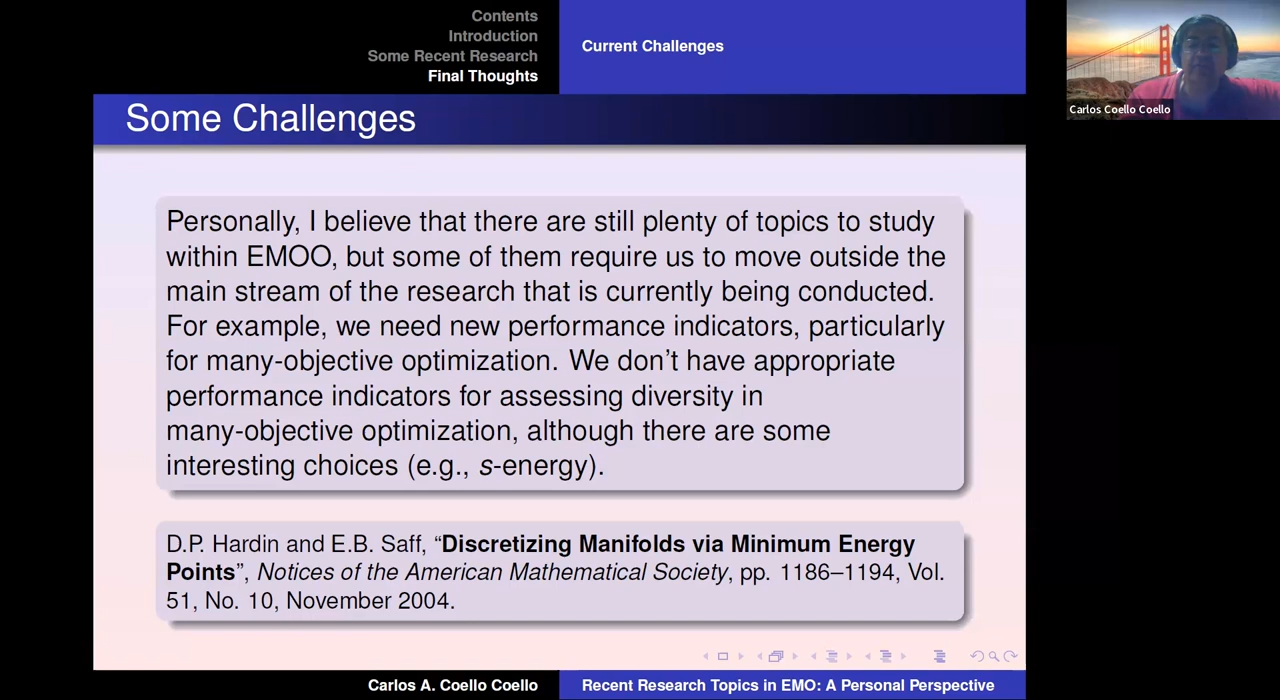 Contents
Introduction
Some Recent Research
Final Thoughts
Current Challenges
Carlos Coello Coello
Some Challenges
Personally, I believe that there are still plenty of topics to study
within EMOO, but some of them require us to move outside the
main stream of the research that is currently being conducted.
For example, we need new performance indicators, particularly
for many-objective optimization. We don't have appropriate
performance indicators for assessing diversity in
many-objective optimization, although there are some
interesting choices (e.g., s-energy).
D.P. Hardin and E.B. Saff, “Discretizing Manifolds via Minimum Energy
Points”, Notices of the American Mathematical Society, pp. 1186–1194, Vol.
51, No. 10, November 2004.
Carlos A. Coello Coello
Recent Research Topics in EMO: A Personal Perspective